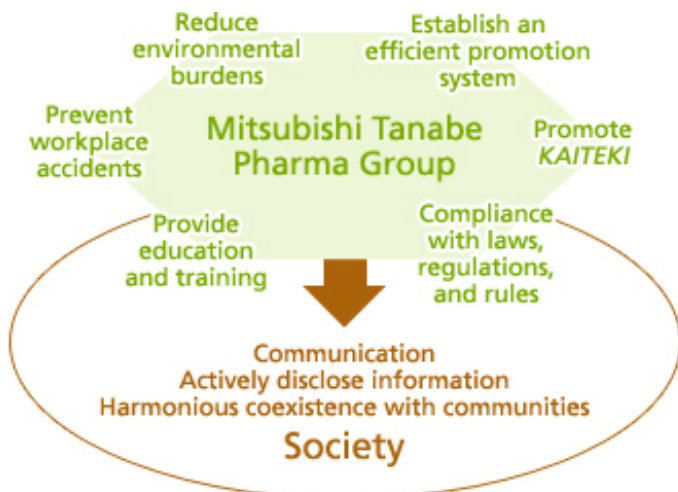 Reduce
environmental
burdens
Establish an
efficient promotion
system
Prevent
workplace
accidents
Mitsubishi Tanabe
Pharma Group
Promote
KAITEKI
Provide
education
and training
Compliance
with laws,
regulations,
and rules
Communication
Actively disclose information
Harmonious coexistence with communities
Society